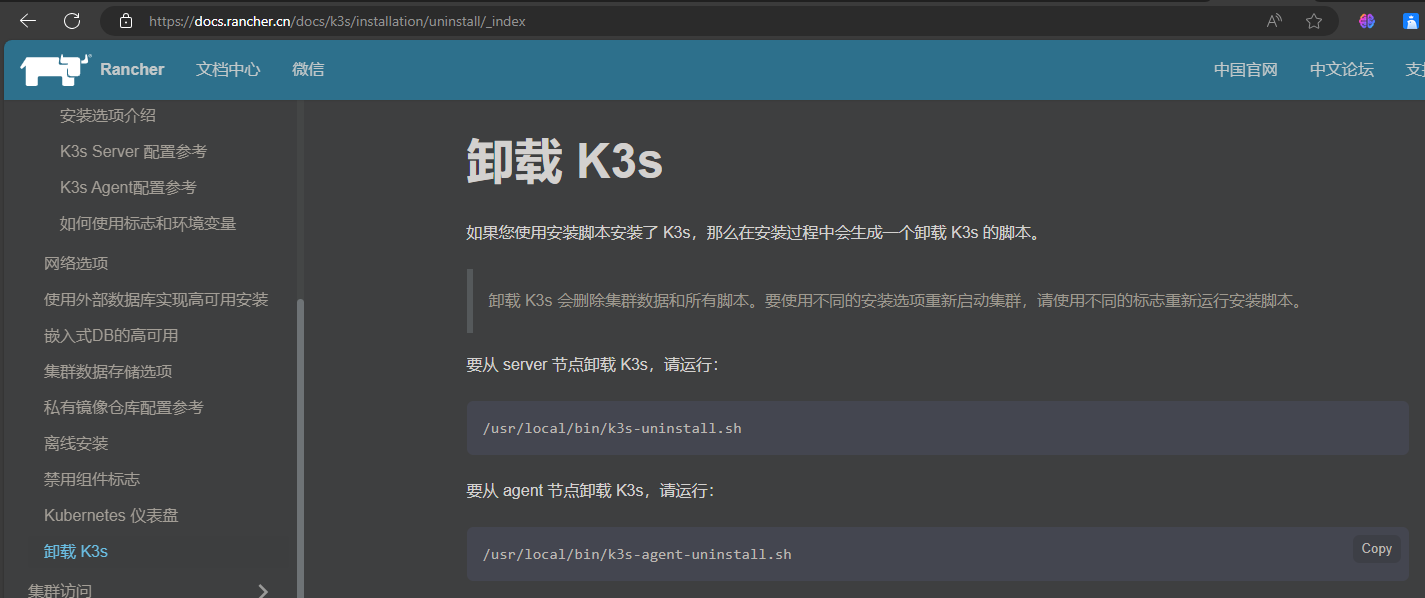 https://docs.rancher.cn/docs/k3s/installation/uninstall/_index
Rancher 文档中心 微信 中国官网 中文论坛
安装选项介绍
K3s Server 配置参考
K3s Agent配置参考
如何使用标志和环境变量
网络选项
使用外部数据库实现高可用安装
嵌入式DB的高可用
集群数据存储选项
私有镜像仓库配置参考
离线安装
禁用组件标志
Kubernetes 仪表盘
卸载 K3s
集群访问
卸载 K3s
如果您使用安装脚本安装了 K3s，那么在安装过程中会生成一个卸载 K3s 的脚本。
卸载 K3s 会删除集群数据和所有脚本。要使用不同的安装选项重新启动集群，请使用不同的标志重新运行安装脚本。
要从 server 节点卸载 K3s，请运行：
/usr/local/bin/k3s-uninstall.sh
要从 agent 节点卸载 K3s，请运行：
/usr/local/bin/k3s-agent-uninstall.sh
Copy